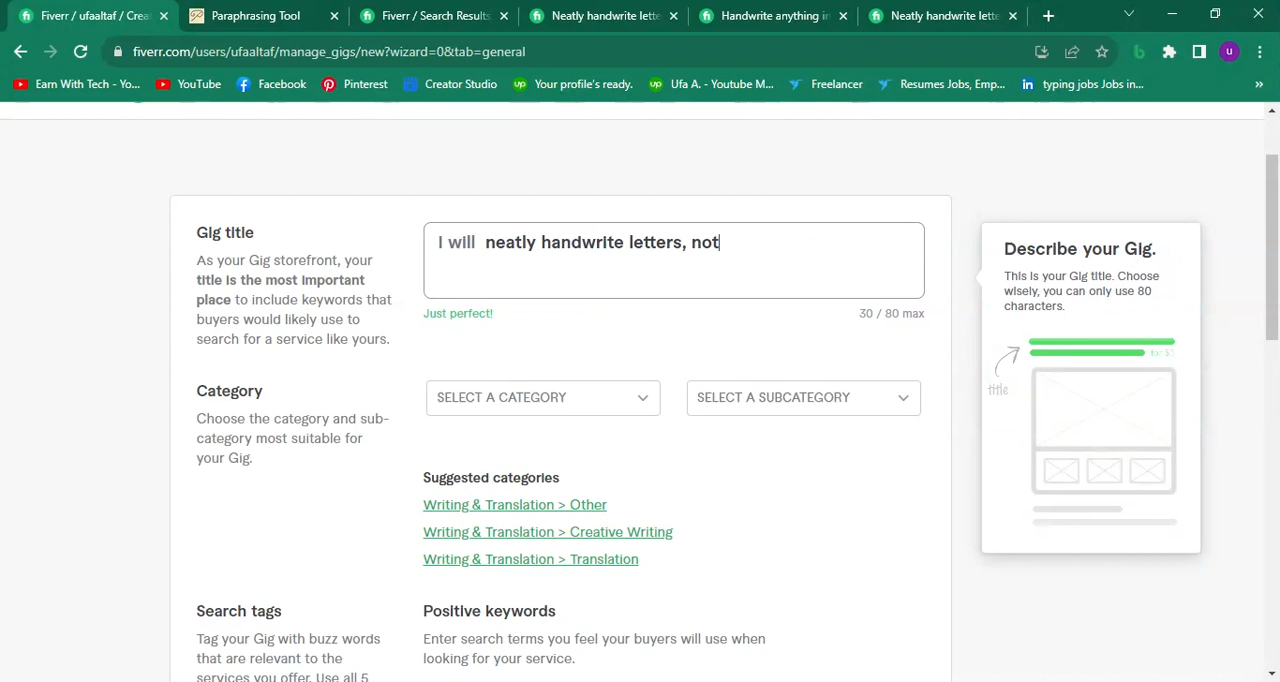 Fiverr / ufaaltaf / Crea
Paraphrasing Tool
Fiverr / Search Results
Neatly handwrite lette
Handwrite anything in
Neatly handwrite lette
fiverr.com/users/ufaaltaf/manage_gigs/new?wizard=0&tab=general
b
u
Earn With Tech - Yo...
YouTube
Facebook
Pinterest
Creator Studio
up Your profile's ready.
up Ufa A. - Youtube M...
Freelancer
Resumes Jobs, Emp...
in typing jobs Jobs in...
»
Gig title
As your Gig storefront, your
title is the most important
place to include keywords that
buyers would likely use to
search for a service like yours.
I will neatly handwrite letters, not
Just perfect!
30 / 80 max
Category
Choose the category and sub-
category most suitable for
your Gig.
SELECT A CATEGORY
SELECT A SUBCATEGORY
Suggested categories
Writing & Translation > Other
Writing & Translation > Creative Writing
Writing & Translation > Translation
Search tags
Tag your Gig with buzz words
that are relevant to the
services you offer. Use all 5
Positive keywords
Enter search terms you feel your buyers will use when
looking for your service.
Describe your Gig.
This is your Gig title. Choose
wisely, you can only use 80
characters.
for $5
title